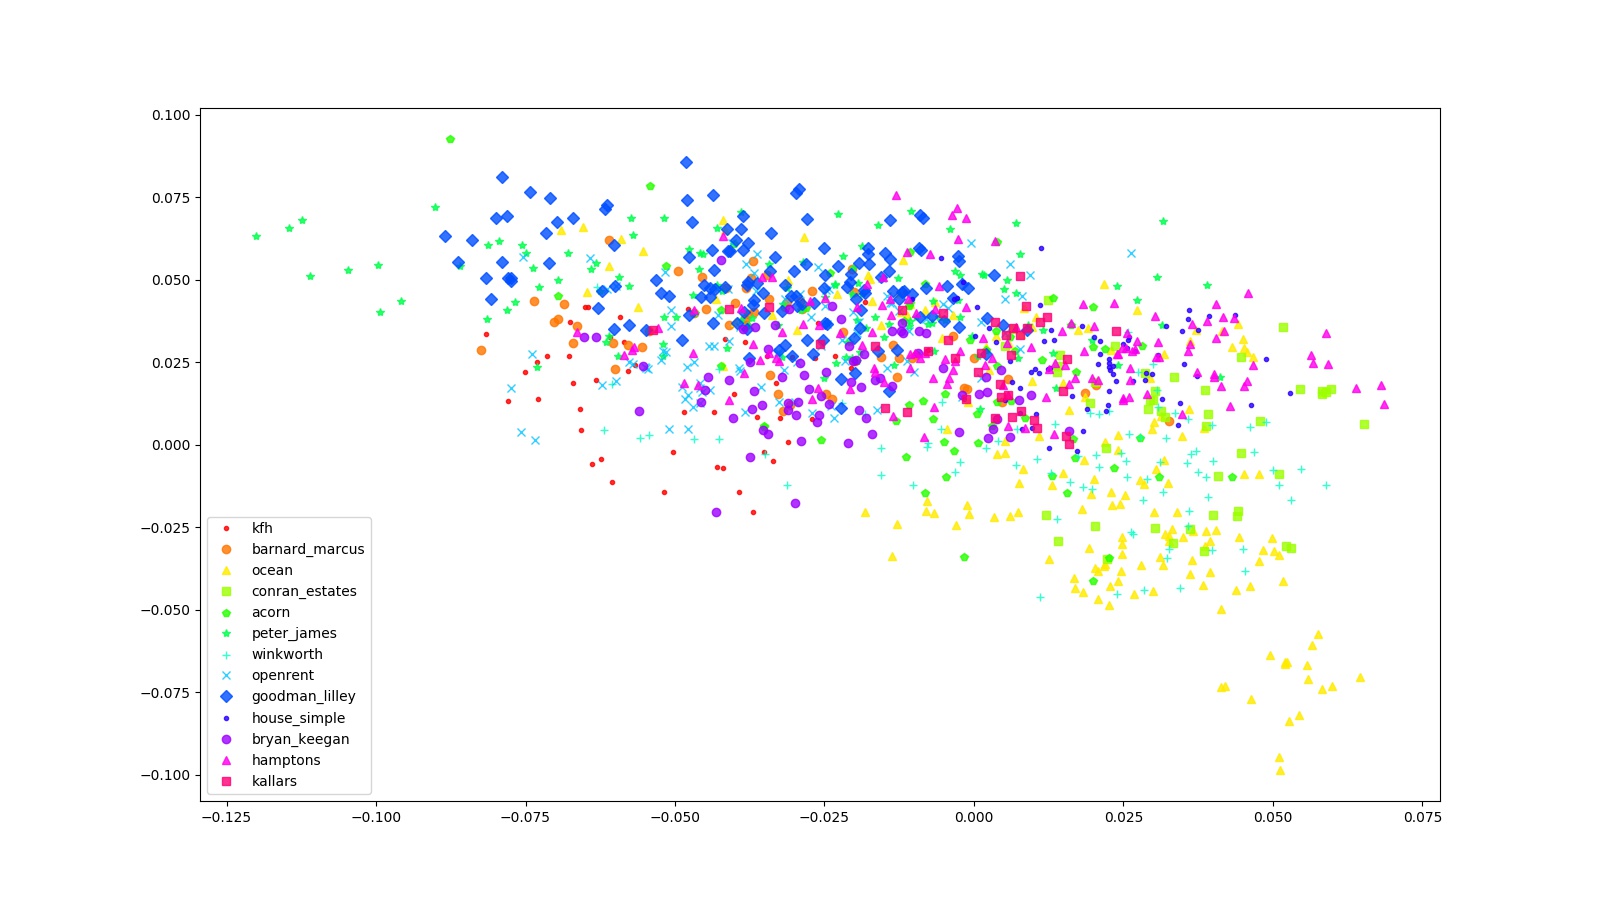 0.100
0.075
0.050
0.025
0.000
−0.025
−0.050
−0.075
−0.100
kfh
barnard_marcus
ocean
conran_estates
acorn
peter_james
winkworth
openrent
goodman_lilley
house_simple
bryan_keegan
hamptons
kallars
−0.125 −0.100 −0.075 −0.050 −0.025 0.000 0.025 0.050 0.075